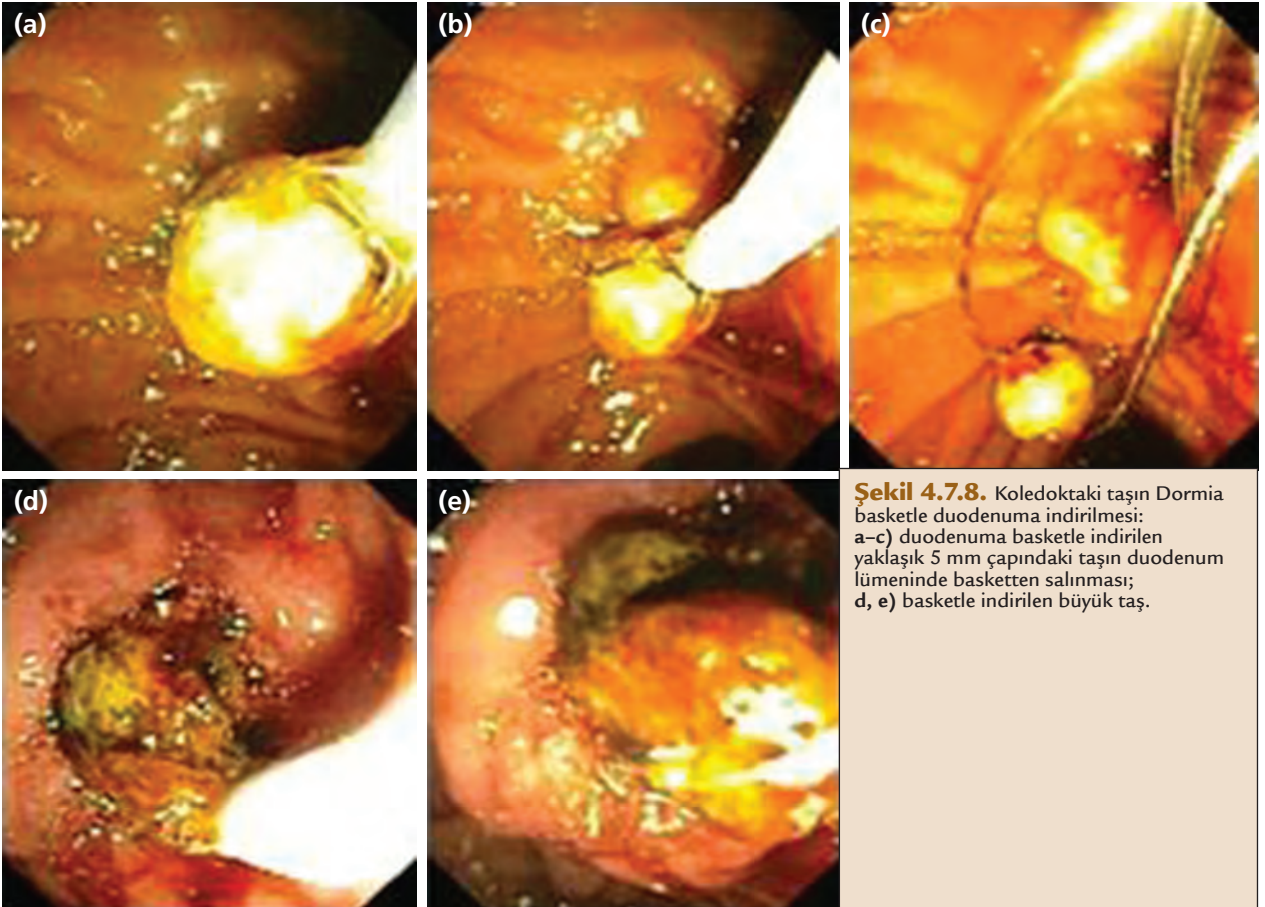 (a)
(b)
(c)
(d)
(e)
Şekil 4.7.8. Koledoktaki taşın Dormia
basketle duodenuma indirilmesi:
a–c) duodenuma basketle indirilen
yaklaşık 5 mm çapındaki taşın duodenum
lümeninde basketten salınması;
d, e) basketle indirilen büyük taş.